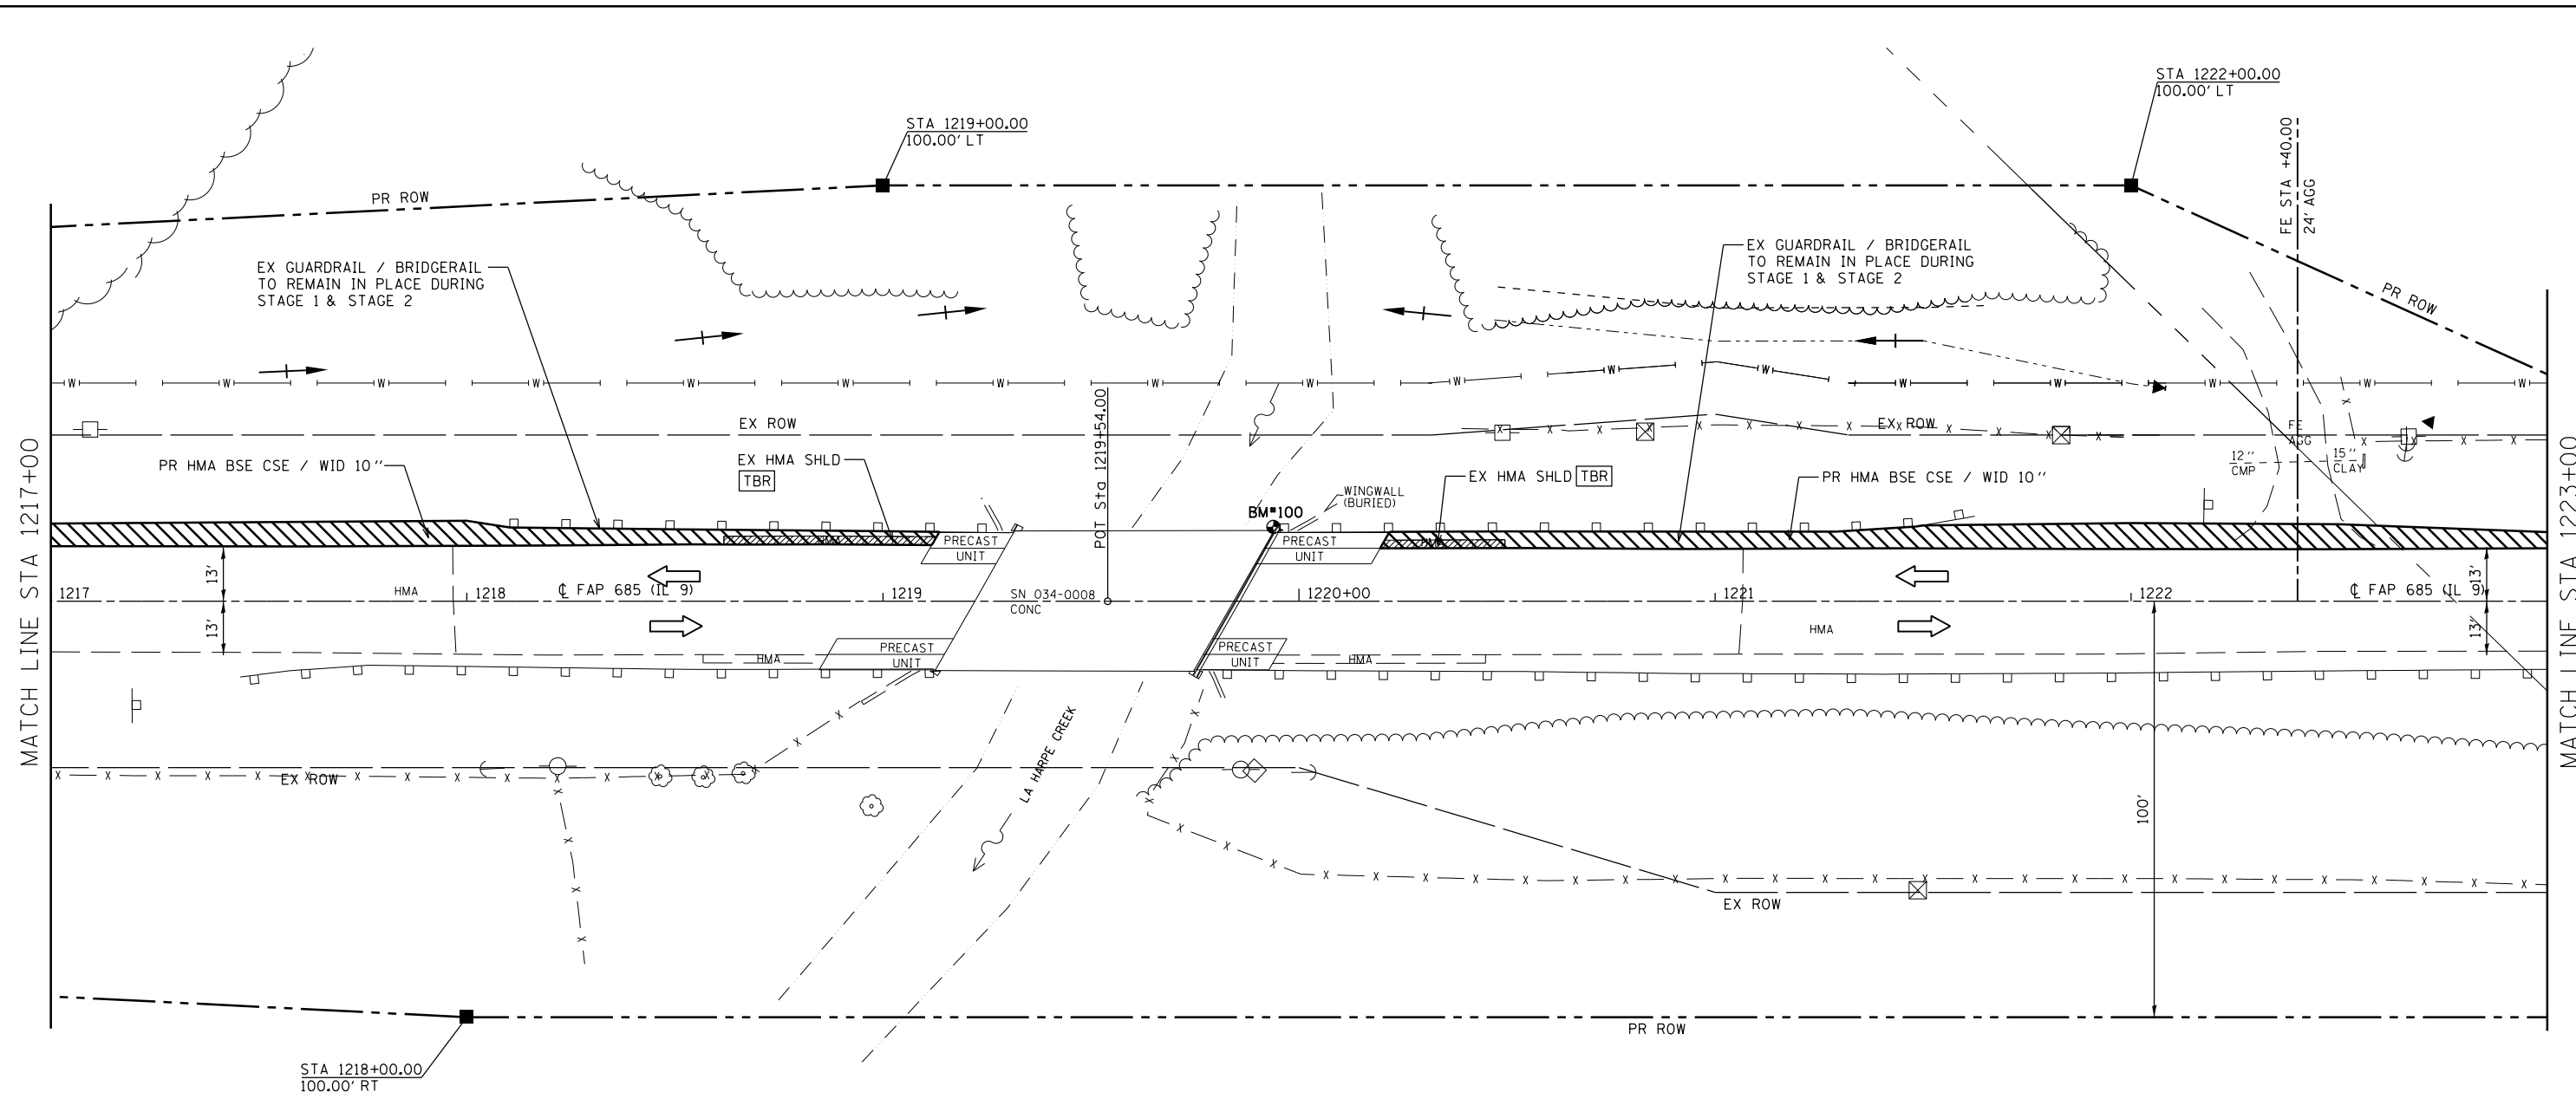 STA 1222+00.00
100.00' LT
STA 1219+00.00
100.00' LT
FE STA +40.00
24' AGG
PR ROW
EX GUARDRAIL / BRIDGERAIL
TO REMAIN IN PLACE DURING
STAGE 1 & STAGE 2
EX GUARDRAIL / BRIDGERAIL
TO REMAIN IN PLACE DURING
STAGE 1 & STAGE 2
PR ROW
W W W W W W W W W W W W W W W W W
POT Sta 1219+54.00
EX ROW
EX ROW
FE
AGG
PR HMA BSE CSE / WID 10"
EX HMA SHLD
TBR
EX HMA SHLD TBR
PR HMA BSE CSE / WID 10"
12"
CMP
15"
CLAY
WINGWALL
(BURIED)
BM*100
MATCH LINE STA 1217+00
MATCH LINE STA 1223+00
PRECAST
UNIT
PRECAST
UNIT
13'
13'
HMA
1217
1218
℄ FAP 685 (IL 9)
1219
SN 034-0008
CONC
1220+00
1221
1222
℄ FAP 685 (IL 9)
13'
13'
HMA
HMA
PRECAST
UNIT
PRECAST
UNIT
HMA
LA HARPE CREEK
EX ROW
100'
EX ROW
PR ROW
STA 1218+00.00
100.00' RT